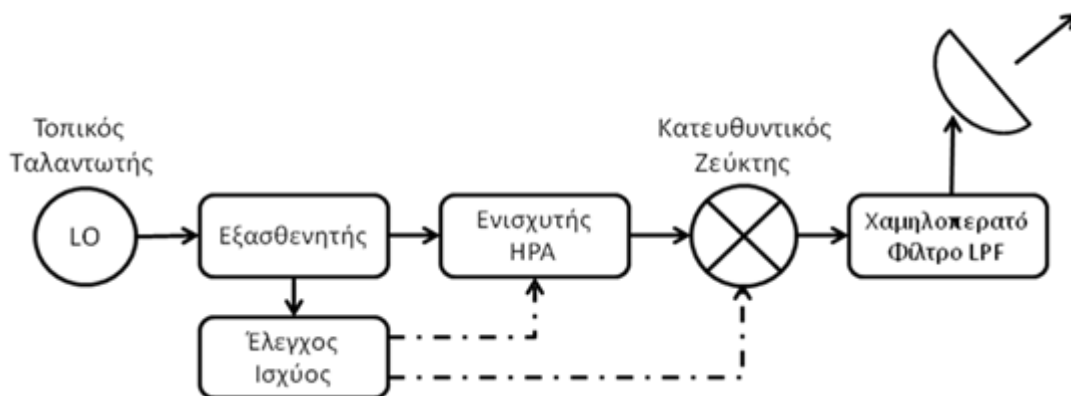 Τοπικός
Ταλαντωτής
LO
Εξασθενητής
Ενισχυτής
HPA
Κατευθυντικός
Ζεύκτης
Χαμηλοπερατό
Φίλτρο LPF
Έλεγχος
Ισχύος